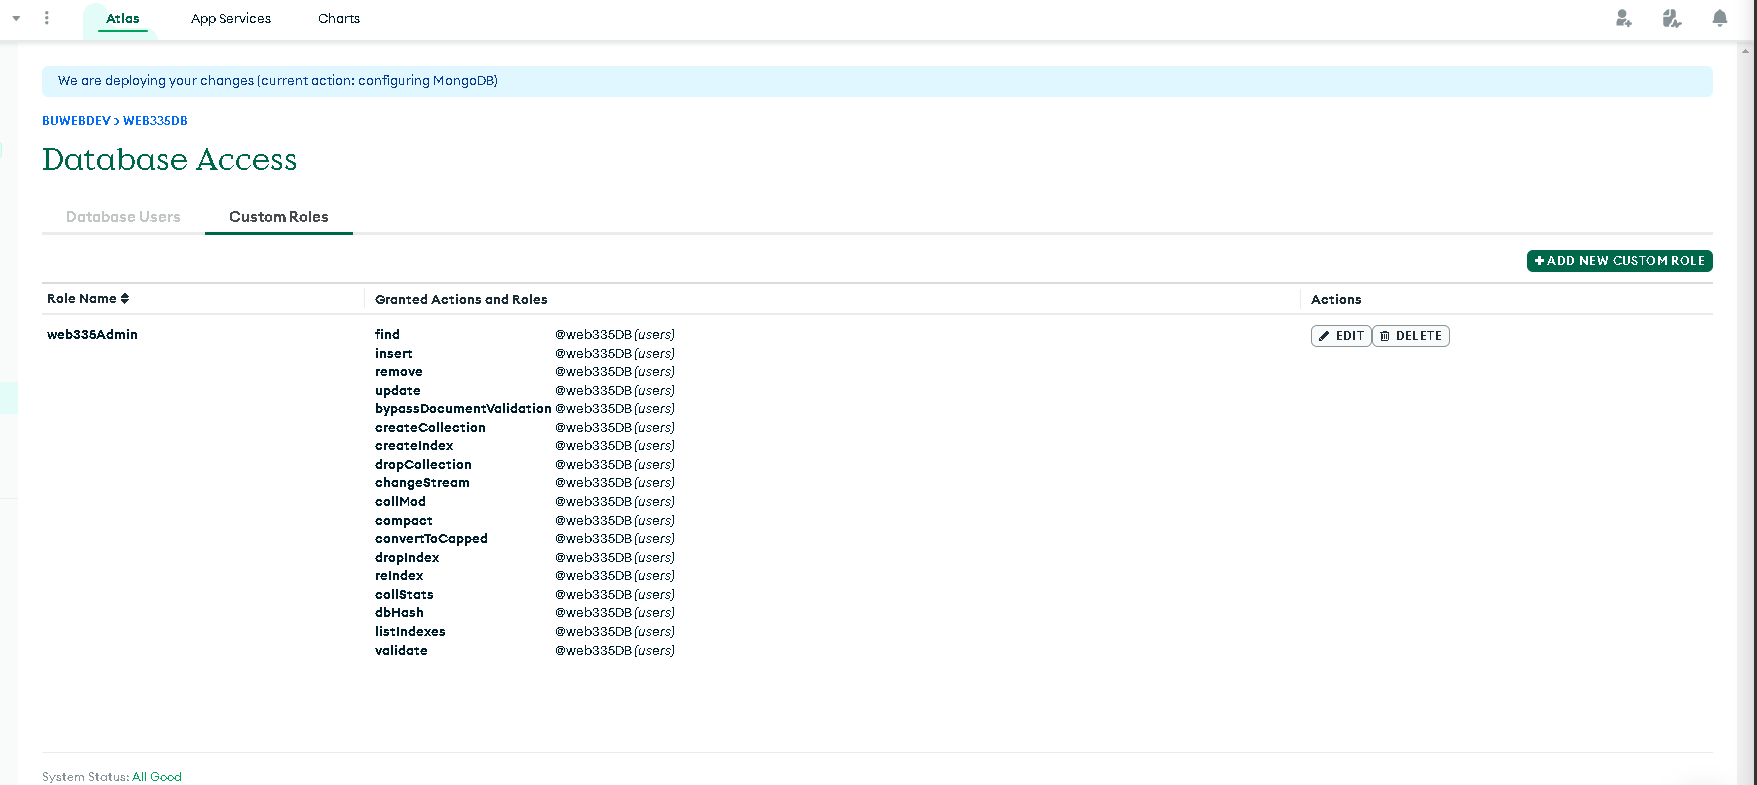 Atlas App Services Charts
We are deploying your changes (current action: configuring MongoDB)
BUWEBDEV > WEB335DB
Database Access
Database Users Custom Roles
+ ADD NEW CUSTOM ROLE
Role Name Granted Actions and Roles Actions
web335Admin find @web335DB (users) EDIT DELETE
insert @web335DB (users)
remove @web335DB (users)
update @web335DB (users)
bypassDocumentValidation @web335DB (users)
createCollection @web335DB (users)
createIndex @web335DB (users)
dropCollection @web335DB (users)
changeStream @web335DB (users)
collMod @web335DB (users)
compact @web335DB (users)
convertToCapped @web335DB (users)
dropIndex @web335DB (users)
reIndex @web335DB (users)
collStats @web335DB (users)
dbHash @web335DB (users)
listIndexes @web335DB (users)
validate @web335DB (users)
System Status: All Good